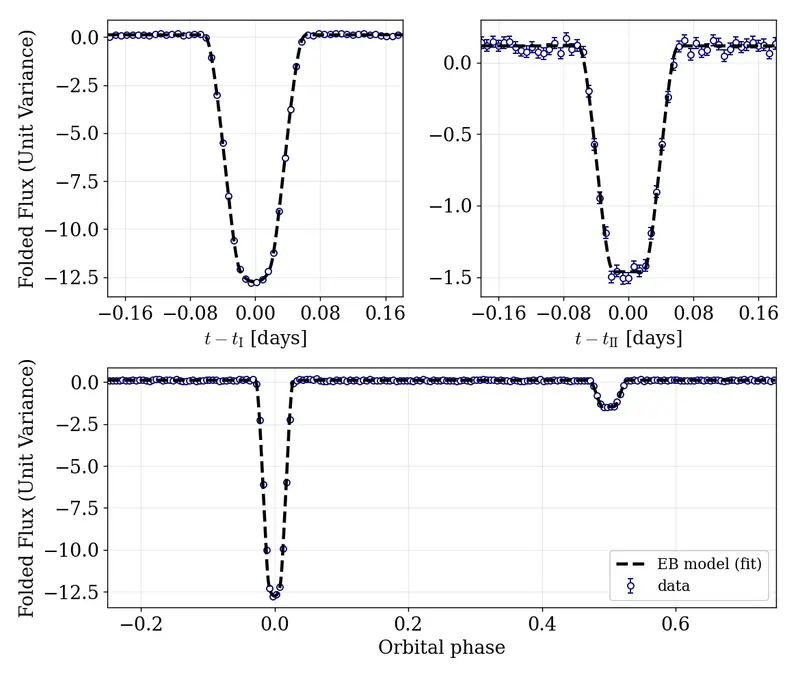 Folded Flux (Unit Variance)
0.0
−2.5
−5.0
−7.5
−10.0
−12.5
−0.16 −0.08 0.00 0.08 0.16
t − tI [days]
0.0
−0.5
−1.0
−1.5
−0.16 −0.08 0.00 0.08 0.16
t − tII [days]
Folded Flux (Unit Variance)
0.0
−2.5
−5.0
−7.5
−10.0
−12.5
EB model (fit)
data
−0.2 0.0 0.2 0.4 0.6
Orbital phase